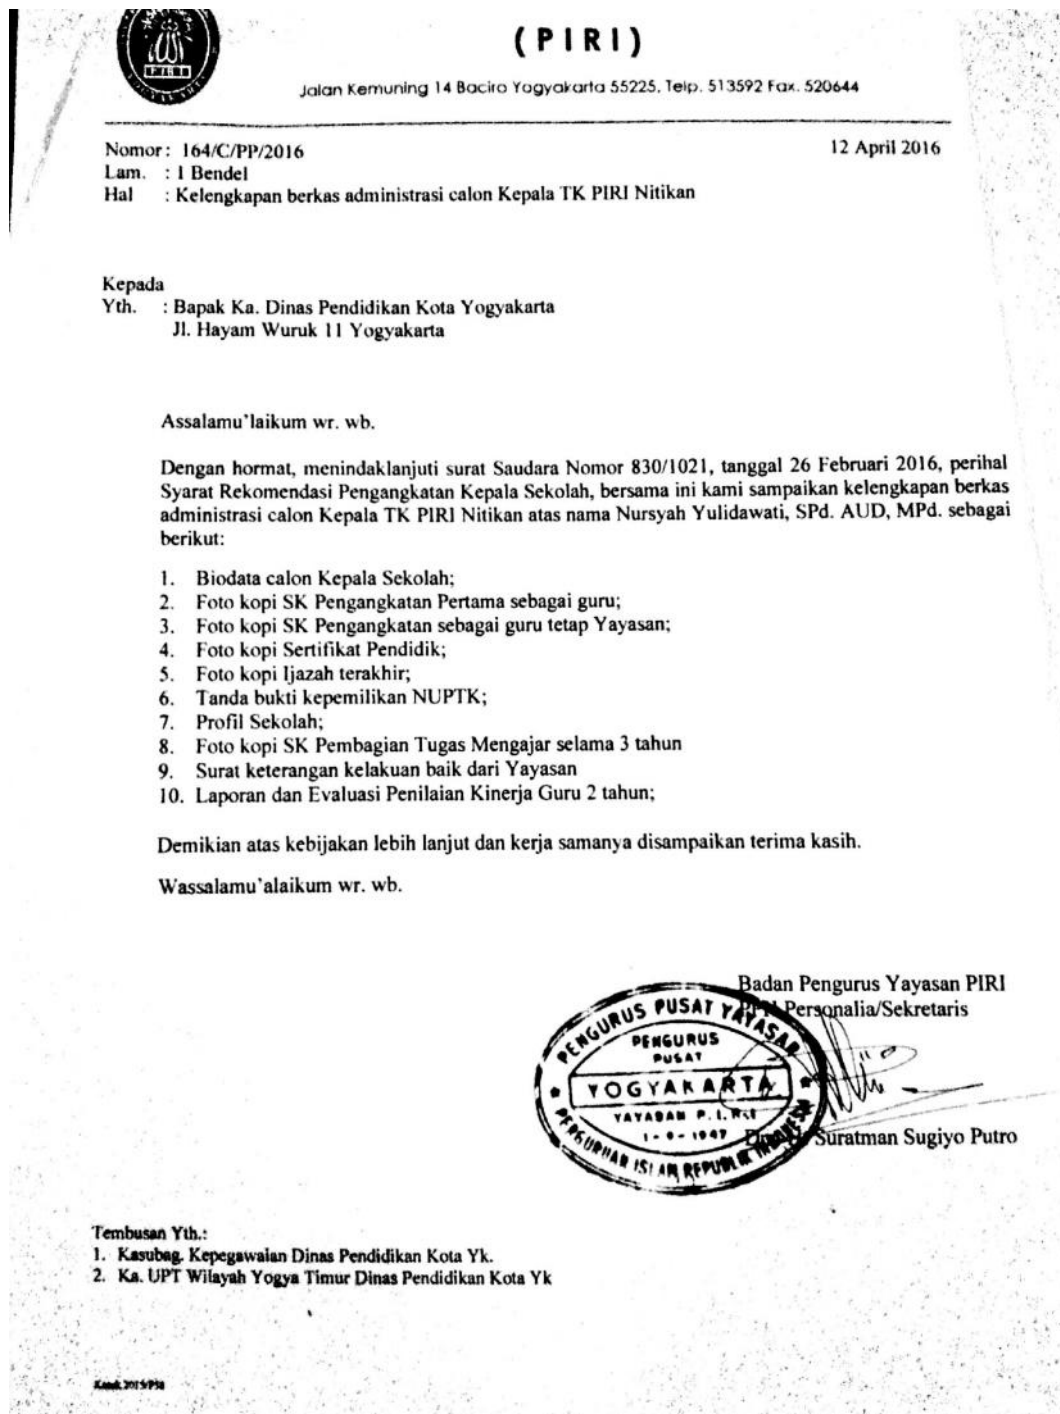 (PIRI)
PIRI
Jalan Kemuning 14 Baciro Yogyakarta 55225, Telp. 513592 Fax. 520644
Nomor : 164/C/PP/2016
12 April 2016
Lam. : 1 Bendel
Hal : Kelengkapan berkas administrasi calon Kepala TK PIRI Nitikan
Kepada
Yth. : Bapak Ka. Dinas Pendidikan Kota Yogyakarta
Jl. Hayam Wuruk 11 Yogyakarta
Assalamu'laikum wr. wb.
Dengan hormat, menindaklanjuti surat Saudara Nomor 830/1021, tanggal 26 Februari 2016, perihal
Syarat Rekomendasi Pengangkatan Kepala Sekolah, bersama ini kami sampaikan kelengkapan berkas
administrasi calon Kepala TK PIRI Nitikan atas nama Nursyah Yulidawati, SPd. AUD, MPd. sebagai
berikut:
1. Biodata calon Kepala Sekolah;
2. Foto kopi SK Pengangkatan Pertama sebagai guru;
3. Foto kopi SK Pengangkatan sebagai guru tetap Yayasan;
4. Foto kopi Sertifikat Pendidik;
5. Foto kopi Ijazah terakhir;
6. Tanda bukti kepemilikan NUPTK;
7. Profil Sekolah;
8. Foto kopi SK Pembagian Tugas Mengajar selama 3 tahun
9. Surat keterangan kelakuan baik dari Yayasan
10. Laporan dan Evaluasi Penilaian Kinerja Guru 2 tahun;
Demikian atas kebijakan lebih lanjut dan kerja samanya disampaikan terima kasih.
Wassalamu'alaikum wr. wb.
Badan Pengurus Yayasan PIRI
Personalia/Sekretaris
PENGURUS PUSAT YAYASAN
PENGURUS
PUSAT
YOGYAKARTA
YAYASAN P.I.R.I
1-9-1947
PERGURUAN ISLAM REPUBLIK INDONESIA
Suratman Sugiyo Putro
Tembusan Yth.:
1. Kasubag. Kepegawaian Dinas Pendidikan Kota Yk.
2. Ka. UPT Wilayah Yogya Timur Dinas Pendidikan Kota Yk